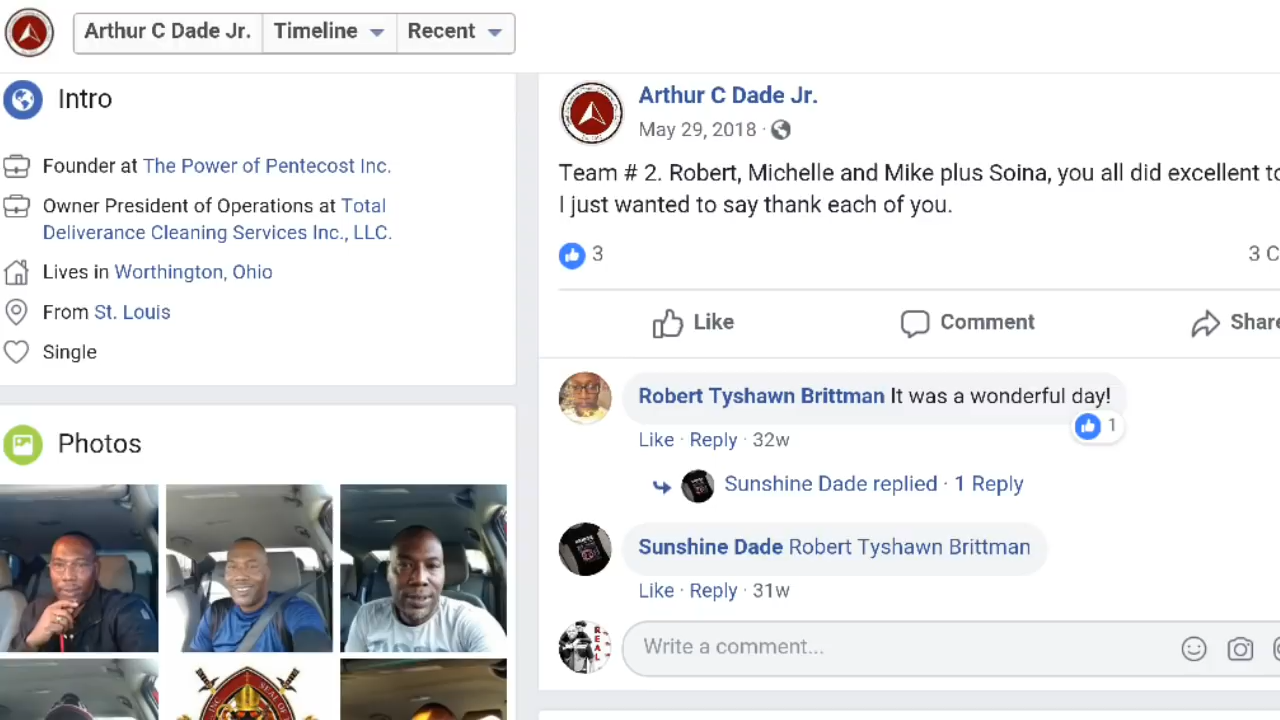 Arthur C Dade Jr. Timeline Recent
Intro
Founder at The Power of Pentecost Inc.
Owner President of Operations at Total
Deliverance Cleaning Services Inc., LLC.
Lives in Worthington, Ohio
From St. Louis
Single
Photos
Arthur C Dade Jr.
May 29, 2018 ·
Team # 2. Robert, Michelle and Mike plus Soina, you all did excellent
I just wanted to say thank each of you.
3
3
Like Comment Share
Robert Tyshawn Brittman It was a wonderful day!
1
Like · Reply · 32w
Sunshine Dade replied · 1 Reply
Sunshine Dade Robert Tyshawn Brittman
Like · Reply · 31w
REAL
Write a comment...